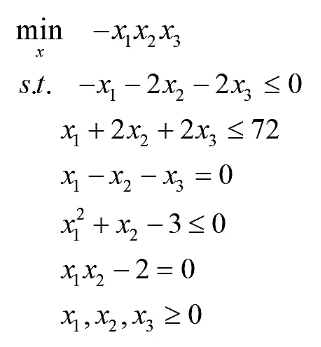 min −x₁x₂x₃
x
s.t. −x₁ − 2x₂ − 2x₃ ≤ 0
x₁ + 2x₂ + 2x₃ ≤ 72
x₁ − x₂ − x₃ = 0
x₁² + x₂ − 3 ≤ 0
x₁x₂ − 2 = 0
x₁, x₂, x₃ ≥ 0